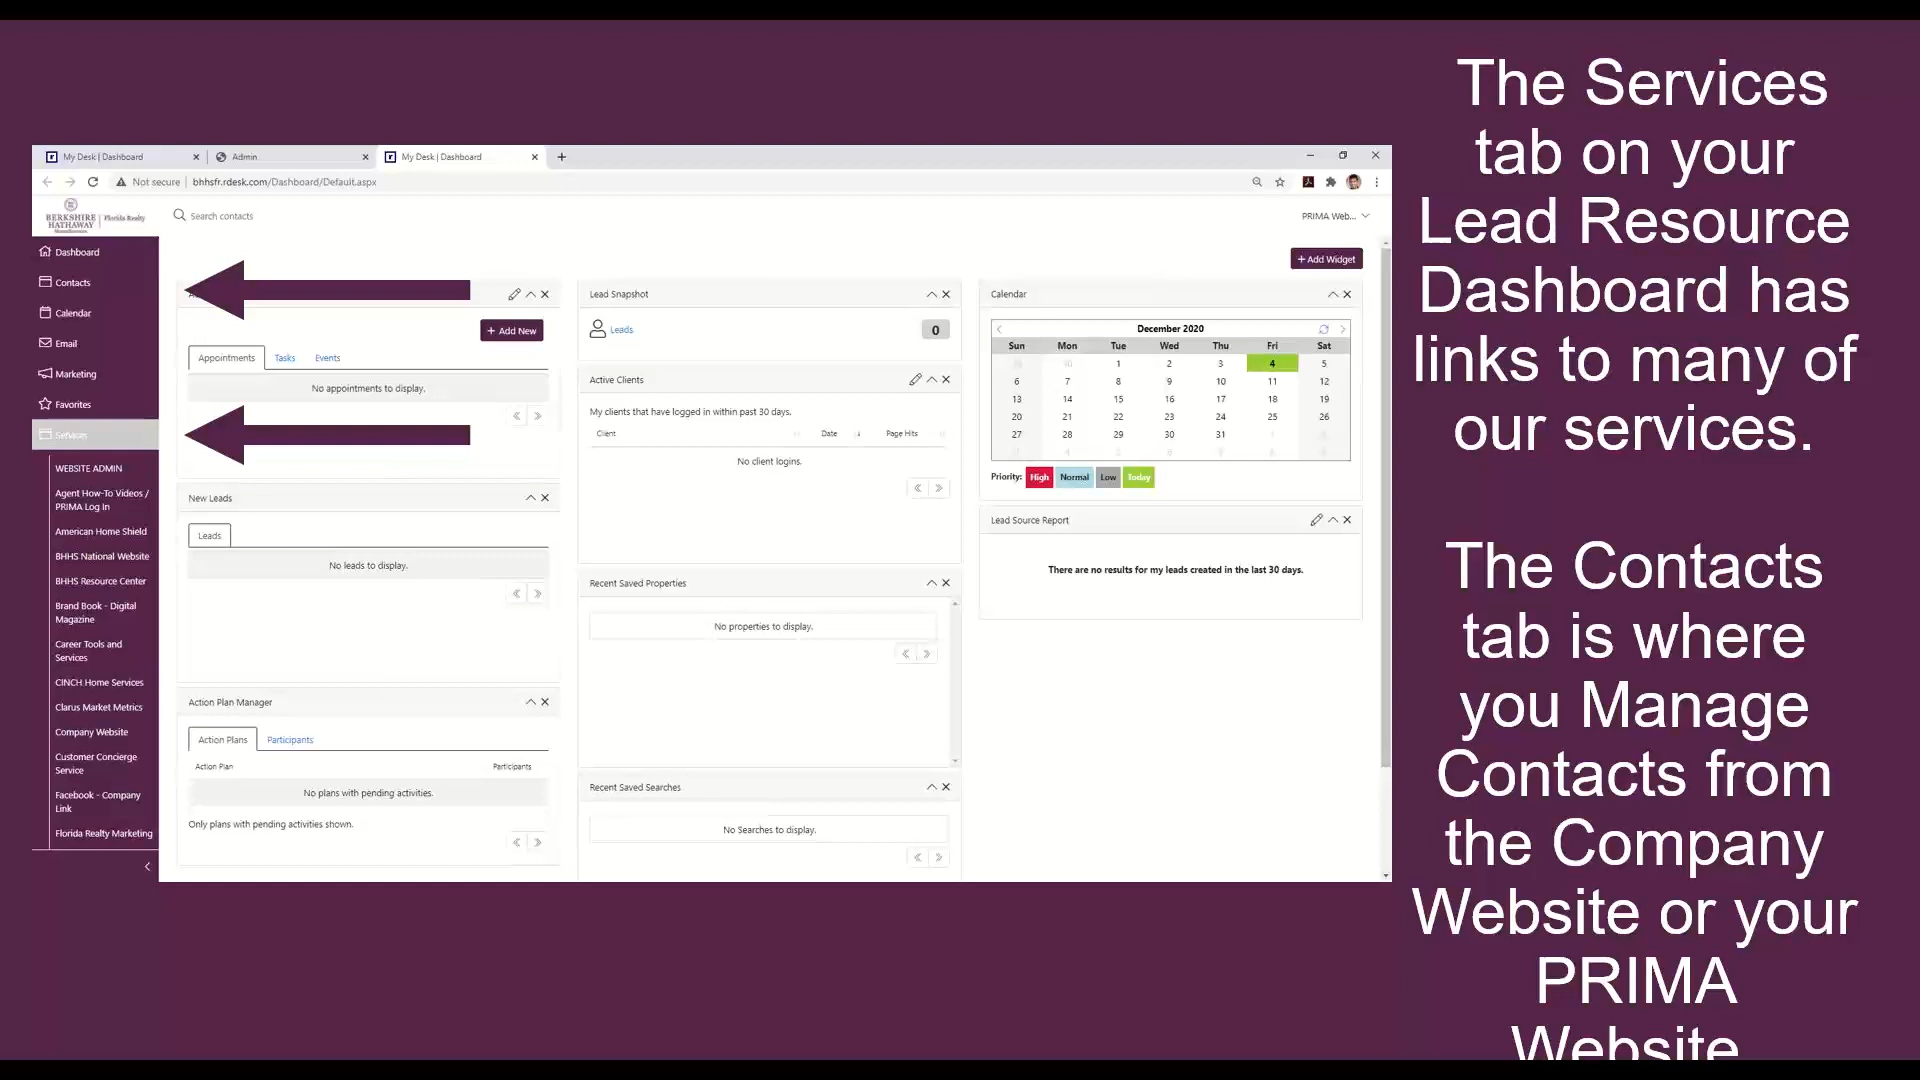 My Desk | Dashboard
Admin
My Desk | Dashboard
Not secure
bhhsfr.rdesk.com/Dashboard/Default.aspx
BERKSHIRE HATHAWAY
Florida Realty
Search contacts
PRIMA Web...
Dashboard
Contacts
Calendar
Email
Marketing
Favorites
Services
WEBSITE ADMIN
Agent How-To Videos /
PRIMA Log In
American Home Shield
BHHS National Website
BHHS Resource Center
Brand Book - Digital
Magazine
Career Tools and
Services
CINCH Home Services
Clarus Market Metrics
Company Website
Customer Concierge
Service
Facebook - Company
Link
Florida Realty Marketing
+ Add Widget
+ Add New
Appointments Tasks Events
No appointments to display.
New Leads
Leads
No leads to display.
Action Plan Manager
Action Plans Participants
Action Plan Participants
No plans with pending activities.
Only plans with pending activities shown.
Lead Snapshot
Leads 0
Active Clients
My clients that have logged in within past 30 days.
Client Date Page Hits
No client logins.
Recent Saved Properties
No properties to display.
Recent Saved Searches
No Searches to display.
Calendar
December 2020
Sun Mon Tue Wed Thu Fri Sat
1 2 3 4 5
6 7 8 9 10 11 12
13 14 15 16 17 18 19
20 21 22 23 24 25 26
27 28 29 30 31
Priority: High Normal Low Today
Lead Source Report
There are no results for my leads created in the last 30 days.
The Services
tab on your
Lead Resource
Dashboard has
links to many of
our services.
The Contacts
tab is where
you Manage
Contacts from
the Company
Website or your
PRIMA
Website